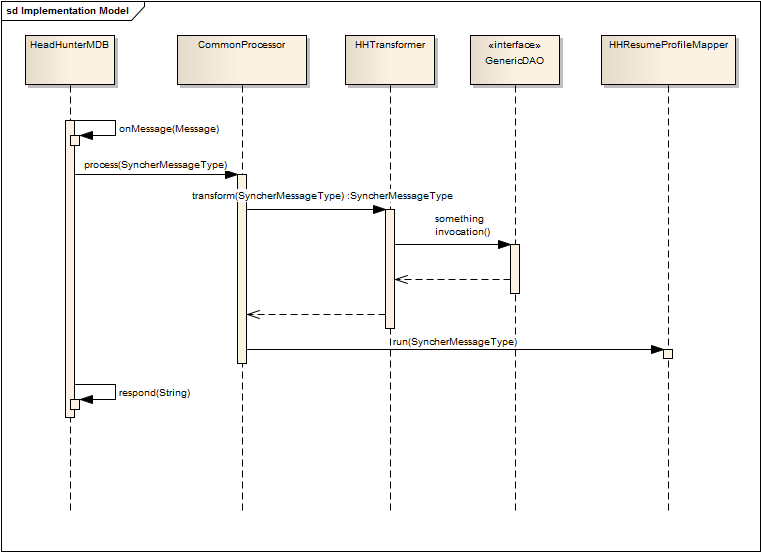 sd Implementation Model
HeadHunterMDB
CommonProcessor
HHTransformer
«interface»
GenericDAO
HHResumeProfileMapper
onMessage(Message)
process(SyncherMessageType)
transform(SyncherMessageType) :SyncherMessageType
something
invocation()
run(SyncherMessageType)
respond(String)